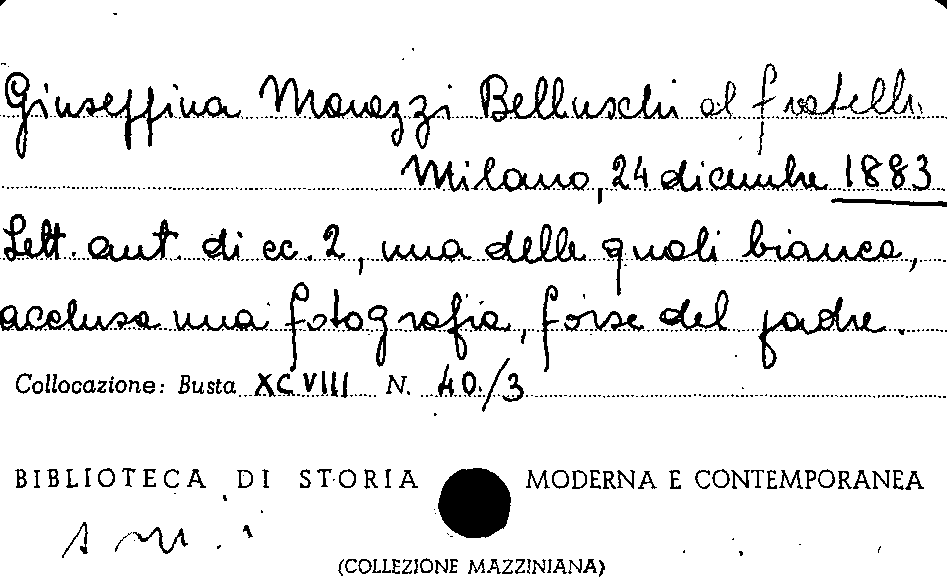 Giuseffina Marazzi Belluschi al fratello.
Milano, 24 dicembre 1883
Lett. aut. di cc. 2, una delle quali bianca,
acclusa una fotografia, forse del padre.
Collocazione: Busta XCVIII N. 40/3
BIBLIOTECA DI STORIA MODERNA E CONTEMPORANEA
(COLLEZIONE MAZZINIANA)